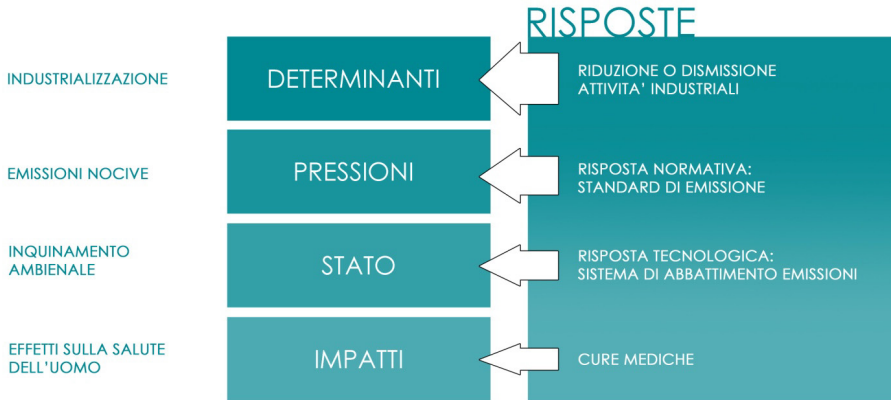 RISPOSTE
INDUSTRIALIZZAZIONE
DETERMINANTI
RIDUZIONE O DISMISSIONE
ATTIVITA' INDUSTRIALI
EMISSIONI NOCIVE
PRESSIONI
RISPOSTA NORMATIVA:
STANDARD DI EMISSIONE
INQUINAMENTO
AMBIENALE
STATO
RISPOSTA TECNOLOGICA:
SISTEMA DI ABBATTIMENTO EMISSIONI
EFFETTI SULLA SALUTE
DELL'UOMO
IMPATTI
CURE MEDICHE